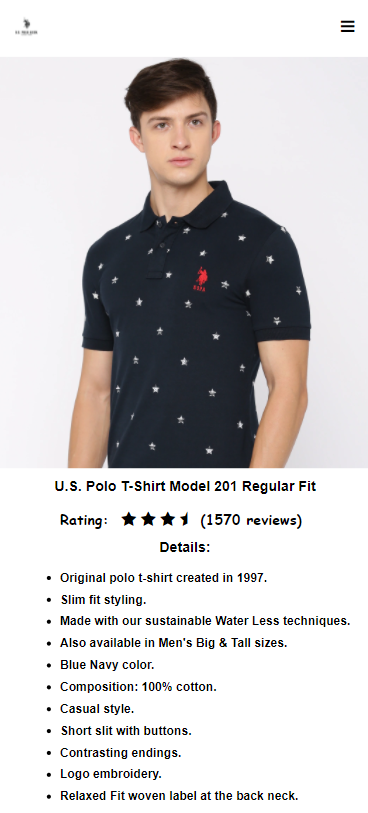 U.S. Polo T-Shirt Model 201 Regular Fit
Rating: (1570 reviews)
Details:
• Original polo t-shirt created in 1997.
• Slim fit styling.
• Made with our sustainable Water Less techniques.
• Also available in Men's Big & Tall sizes.
• Blue Navy color.
• Composition: 100% cotton.
• Casual style.
• Short slit with buttons.
• Contrasting endings.
• Logo embroidery.
• Relaxed Fit woven label at the back neck.